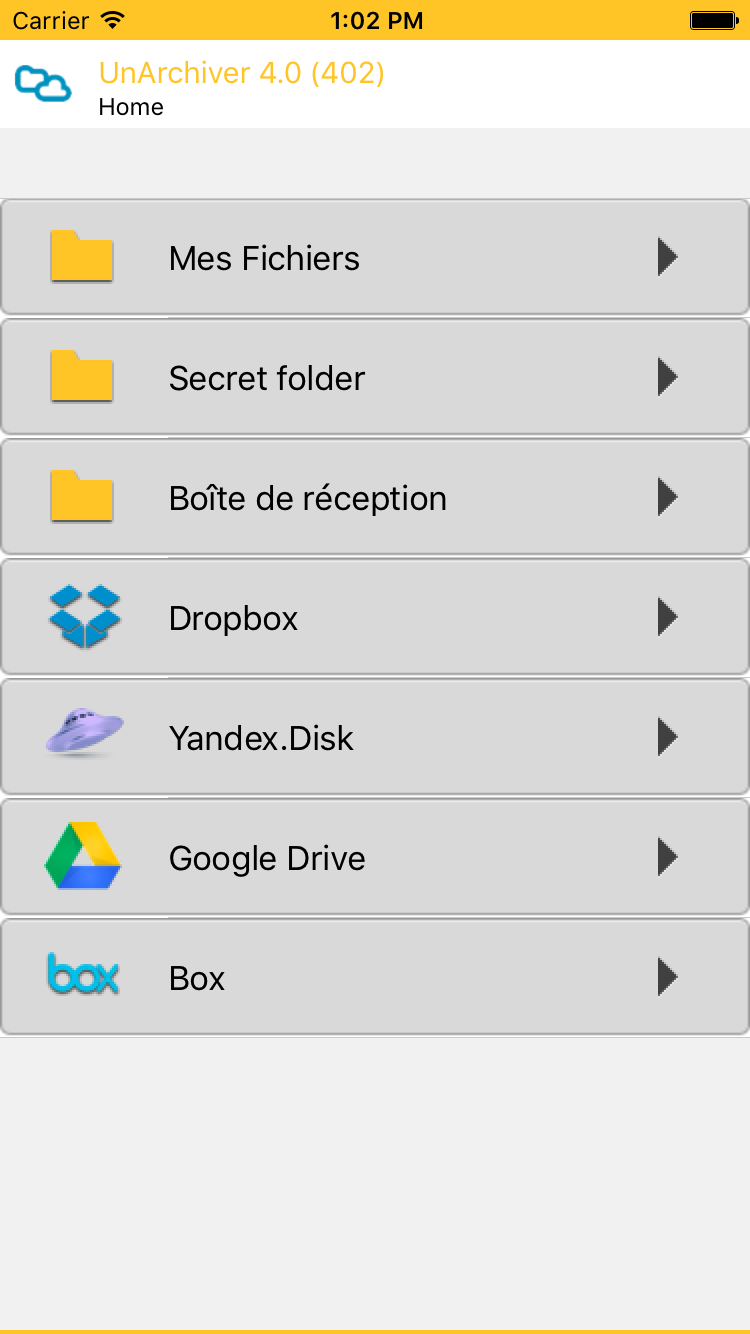 Carrier 1:02 PM
UnArchiver 4.0 (402)
Home
Mes Fichiers
Secret folder
Boîte de réception
Dropbox
Yandex.Disk
Google Drive
box Box